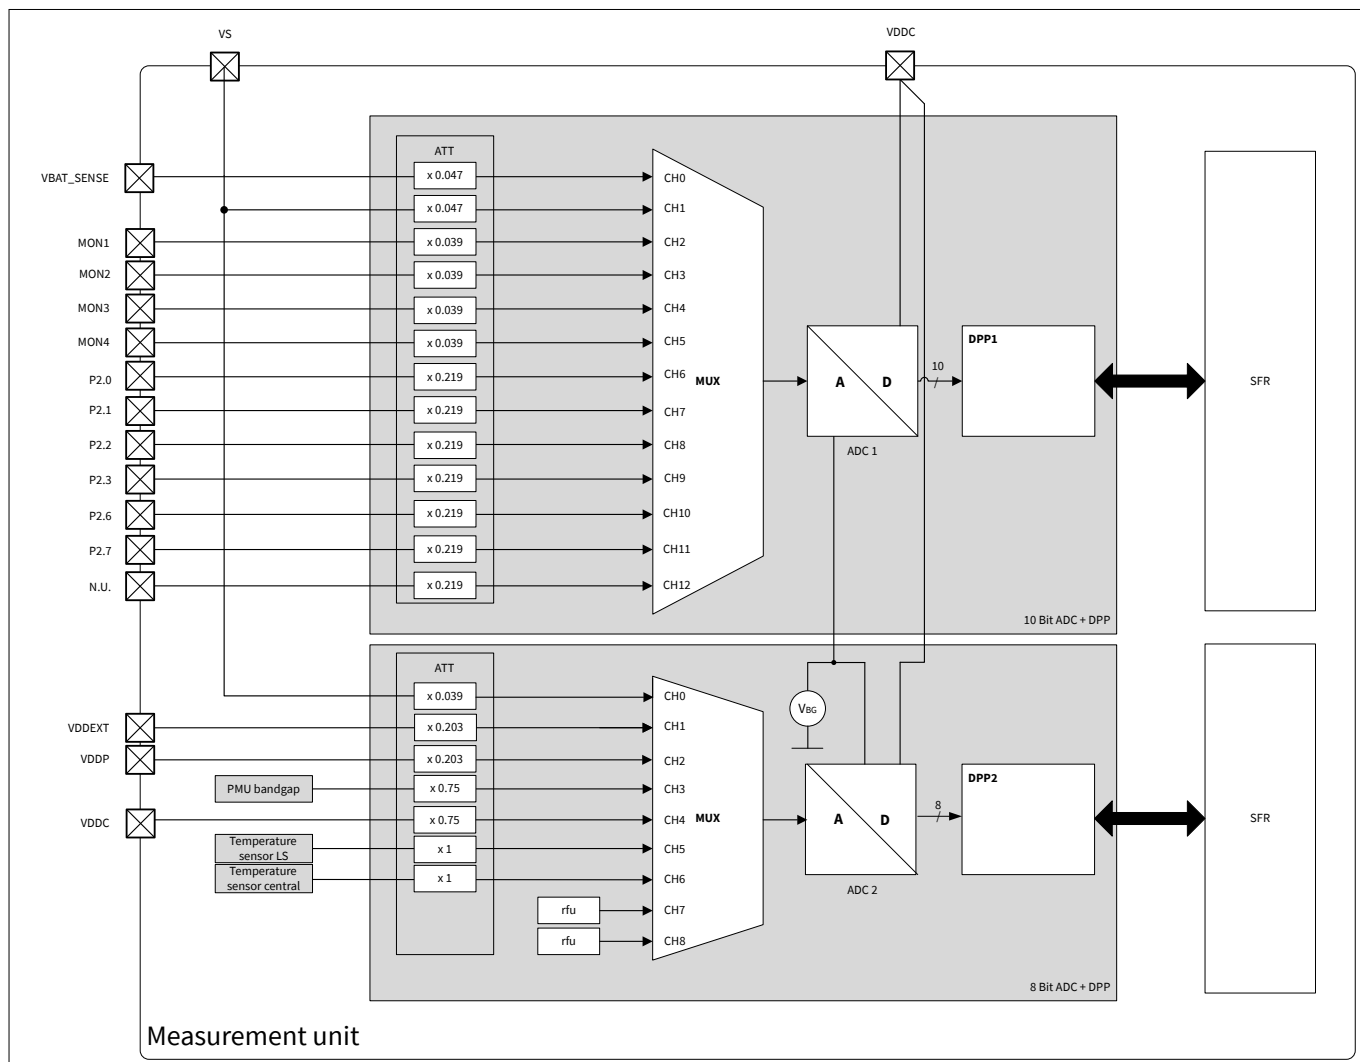 VS
VDDC
ATT
VBAT_SENSE
x 0.047
CH0
x 0.047
CH1
MON1
x 0.039
CH2
MON2
x 0.039
CH3
MON3
x 0.039
CH4
MON4
x 0.039
CH5
P2.0
x 0.219
CH6
P2.1
x 0.219
CH7
P2.2
x 0.219
CH8
P2.3
x 0.219
CH9
P2.6
x 0.219
CH10
P2.7
x 0.219
CH11
N.U.
x 0.219
CH12
MUX
A
D
ADC 1
10
DPP1
SFR
10 Bit ADC + DPP
ATT
x 0.039
CH0
VDDEXT
x 0.203
CH1
VDDP
x 0.203
CH2
PMU bandgap
x 0.75
CH3
VDDC
x 0.75
CH4
Temperature
sensor LS
x 1
CH5
Temperature
sensor central
x 1
CH6
rfu
CH7
rfu
CH8
MUX
VBG
A
D
ADC 2
8
DPP2
SFR
8 Bit ADC + DPP
Measurement unit